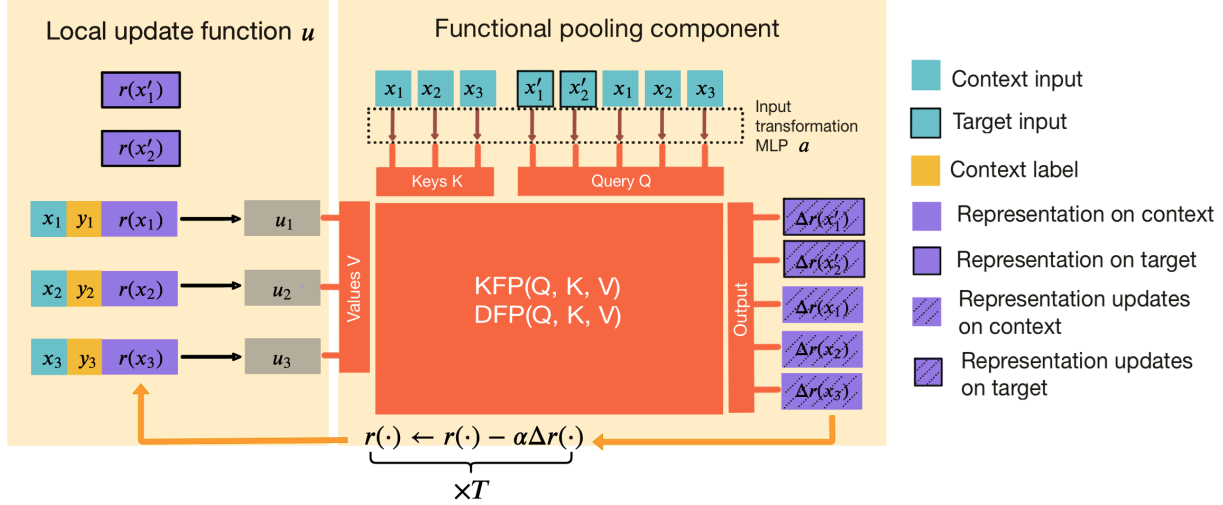 Local update function u
Functional pooling component
r(x′₁)
r(x′₂)
x₁ y₁ r(x₁) u₁
x₂ y₂ r(x₂) u₂
x₃ y₃ r(x₃) u₃
x₁ x₂ x₃
x′₁ x′₂ x₁ x₂ x₃
Input
transformation
MLP a
Keys K
Query Q
Values V
KFP(Q, K, V)
DFP(Q, K, V)
Output
Δr(x′₁)
Δr(x′₂)
Δr(x₁)
Δr(x₂)
Δr(x₃)
r(·) ← r(·) − αΔr(·)
×T
Context input
Target input
Context label
Representation on context
Representation on target
Representation updates
on context
Representation updates
on target